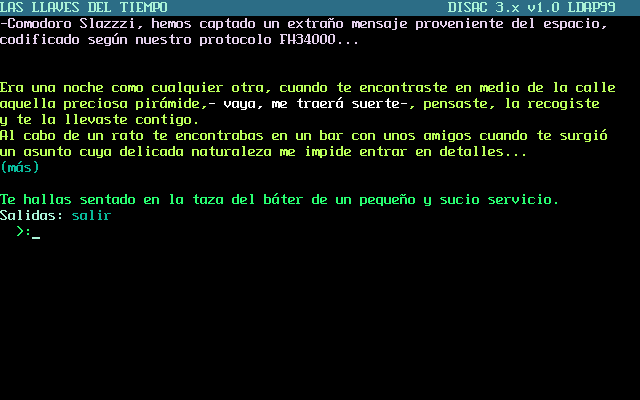 LAS LLAVES DEL TIEMPO DISAC 3.x v1.0 LDAP99
-Comodoro Slazzzi, hemos captado un extraño mensaje proveniente del espacio,
codificado según nuestro protocolo FW34000...
Era una noche como cualquier otra, cuando te encontraste en medio de la calle
aquella preciosa pirámide,- vaya, me traerá suerte-, pensaste, la recogiste
y te la llevaste contigo.
Al cabo de un rato te encontrabas en un bar con unos amigos cuando te surgió
un asunto cuya delicada naturaleza me impide entrar en detalles...
(más)
Te hallas sentado en la taza del báter de un pequeño y sucio servicio.
Salidas: salir
>:_